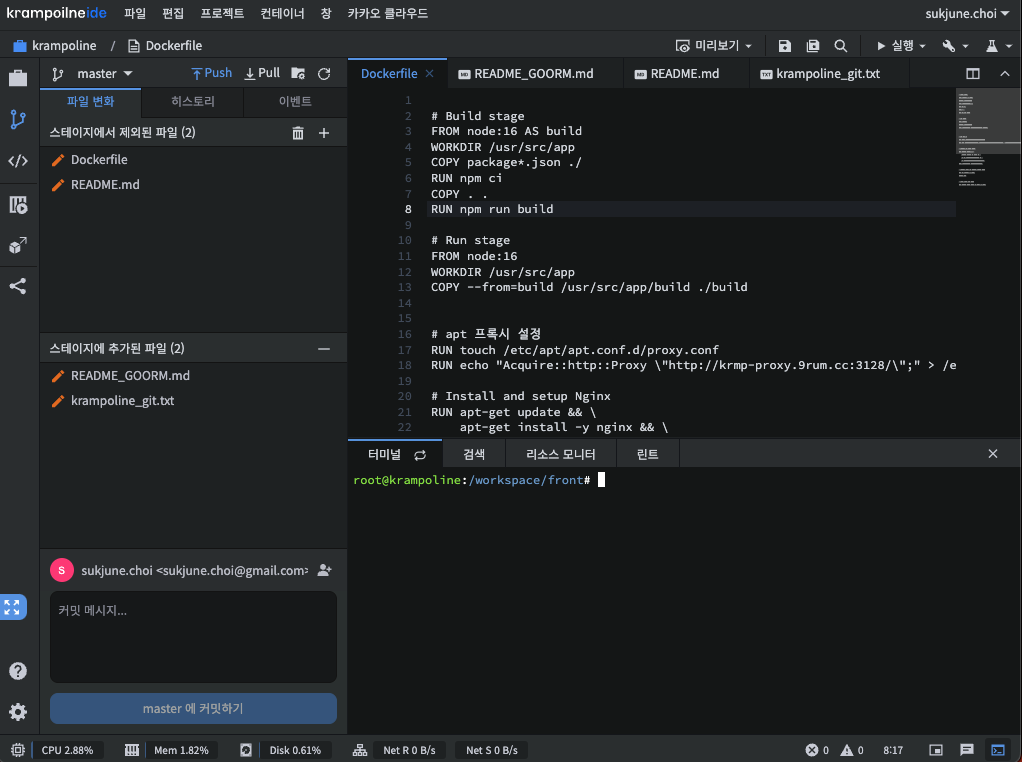 krampoilneide 파일 편집 프로젝트 컨테이너 창 카카오 클라우드 sukjune.choi
krampoline / Dockerfile 미리보기 실행
master Push Pull
파일 변화 히스토리 이벤트
스테이지에서 제외된 파일 (2)
Dockerfile
README.md
스테이지에 추가된 파일 (2)
README_GOORM.md
krampoline_git.txt
S sukjune.choi <sukjune.choi@gmail.com>
커밋 메시지...
master 에 커밋하기
Dockerfile README_GOORM.md README.md krampoline_git.txt
1
2 # Build stage
3 FROM node:16 AS build
4 WORKDIR /usr/src/app
5 COPY package*.json ./
6 RUN npm ci
7 COPY . .
8 RUN npm run build
9
10 # Run stage
11 FROM node:16
12 WORKDIR /usr/src/app
13 COPY --from=build /usr/src/app/build ./build
14
15
16 # apt 프록시 설정
17 RUN touch /etc/apt/apt.conf.d/proxy.conf
18 RUN echo "Acquire::http::Proxy \"http://krmp-proxy.9rum.cc:3128/\";" > /e
19
20 # Install and setup Nginx
21 RUN apt-get update && \
22 apt-get install -y nginx && \
터미널 검색 리소스 모니터 린트
root@krampoline:/workspace/front#
CPU 2.88% Mem 1.82% Disk 0.61% Net R 0 B/s Net S 0 B/s 0 0 8:17